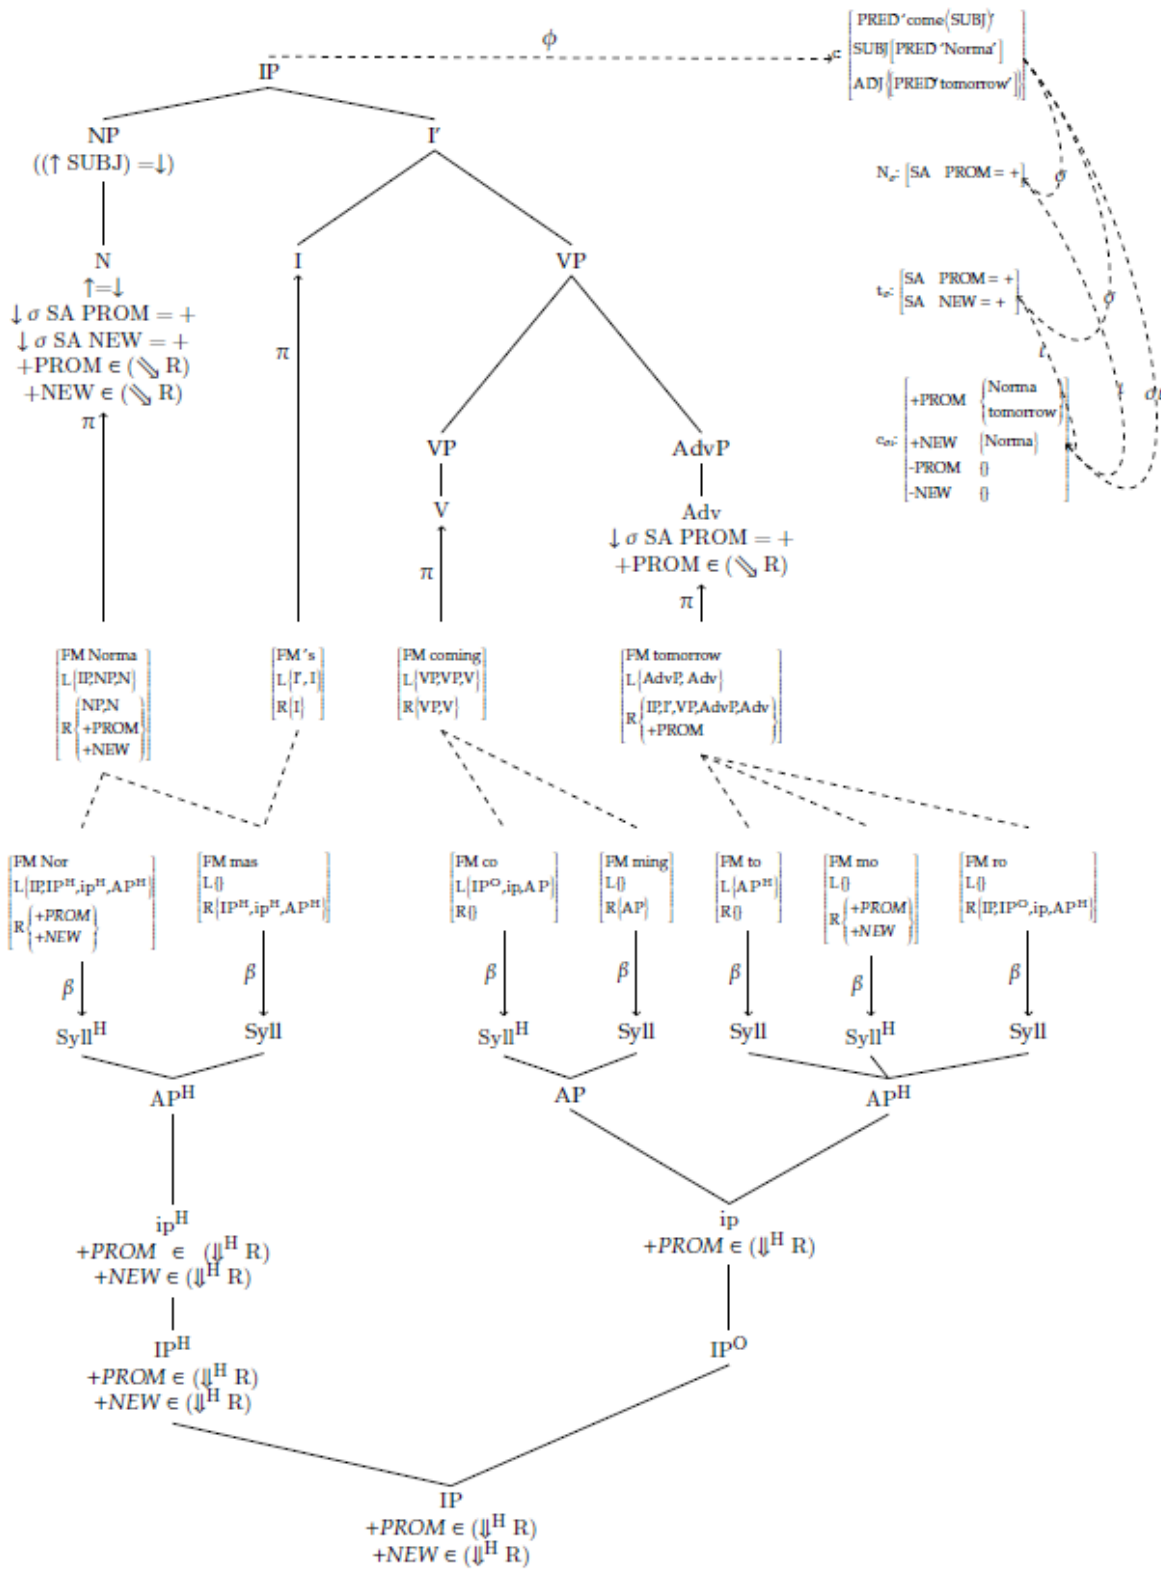 ϕ
c: [PRED 'come⟨SUBJ⟩'
SUBJ[PRED 'Norma']
ADJ{[PRED 'tomorrow']}]
IP
NP
((↑ SUBJ) =↓)
I′
Nσ: [SA PROM = +]
σ
N
↑=↓
↓ σ SA PROM = +
↓ σ SA NEW = +
+PROM ∈ (⇘ R)
+NEW ∈ (⇘ R)
π
I
π
VP
tσ: [SA PROM = +
SA NEW = +]
σ
ι
ι
cσι: [+PROM {Norma
tomorrow}
+NEW {Norma}
-PROM {}
-NEW {}]
VP
V
π
AdvP
Adv
↓ σ SA PROM = +
+PROM ∈ (⇘ R)
π
[FM Norma
L{IP,NP,N}
R{NP,N
+PROM
+NEW}]
[FM 's
L{I′, I}
R{I}]
[FM coming
L{VP,VP,V}
R{VP,V}]
[FM tomorrow
L{AdvP, Adv}
R{IP,I′,VP,AdvP,Adv
+PROM}]
[FM Nor
L{IP,IPᴴ,ipᴴ,APᴴ}
R{+PROM
+NEW}]
[FM mas
L{}
R{IPᴴ,ipᴴ,APᴴ}]
[FM co
L{IPᴼ,ip,AP}
R{}]
[FM ming
L{}
R{AP}]
[FM to
L{APᴴ}
R{}]
[FM mo
L{}
R{+PROM
+NEW}]
[FM ro
L{}
R{IP,IPᴼ,ip,APᴴ}]
β β β β β β β
Syllᴴ Syll Syllᴴ Syll Syll Syllᴴ Syll
APᴴ AP APᴴ
ipᴴ
+PROM ∈ (⇓ᴴ R)
+NEW ∈ (⇓ᴴ R)
ip
+PROM ∈ (⇓ᴴ R)
IPᴴ
+PROM ∈ (⇓ᴴ R)
+NEW ∈ (⇓ᴴ R)
IPᴼ
IP
+PROM ∈ (⇓ᴴ R)
+NEW ∈ (⇓ᴴ R)